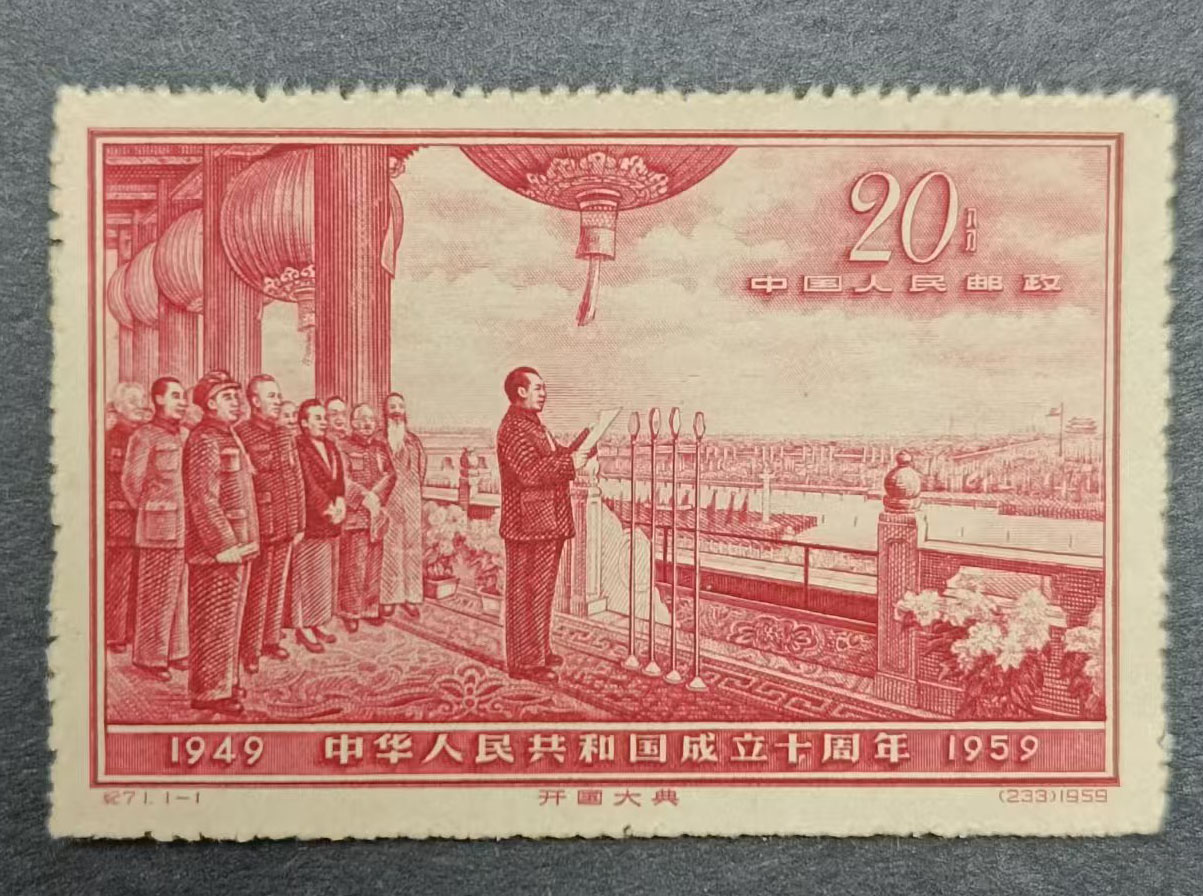 20分
中国人民邮政
1949 中华人民共和国成立十周年 1959
纪71.1-1 开国大典 (233)1959